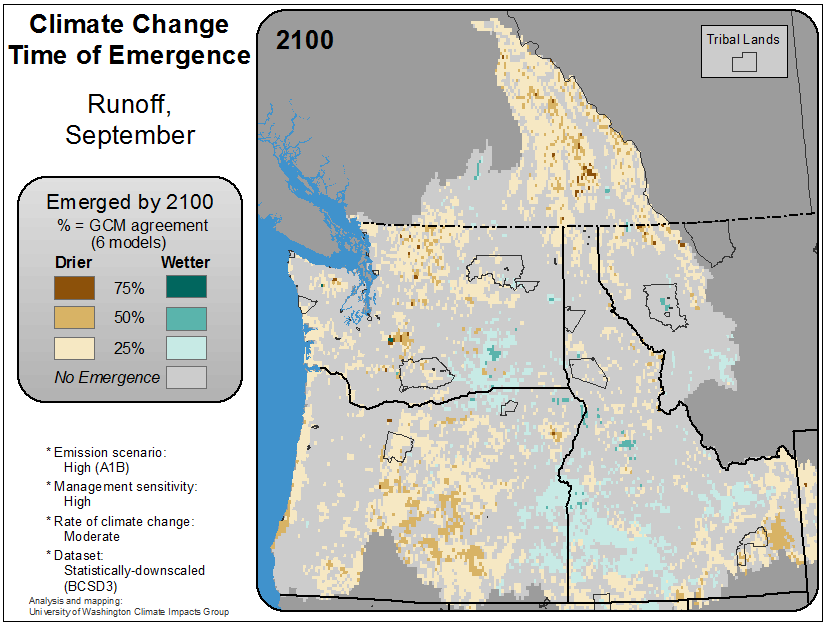 Climate Change
Time of Emergence
Runoff,
September
Emerged by 2100
% = GCM agreement
(6 models)
Drier Wetter
75%
50%
25%
No Emergence
* Emission scenario:
High (A1B)
* Management sensitivity:
High
* Rate of climate change:
Moderate
* Dataset:
Statistically-downscaled
(BCSD3)
Analysis and mapping:
University of Washington Climate Impacts Group
2100
Tribal Lands